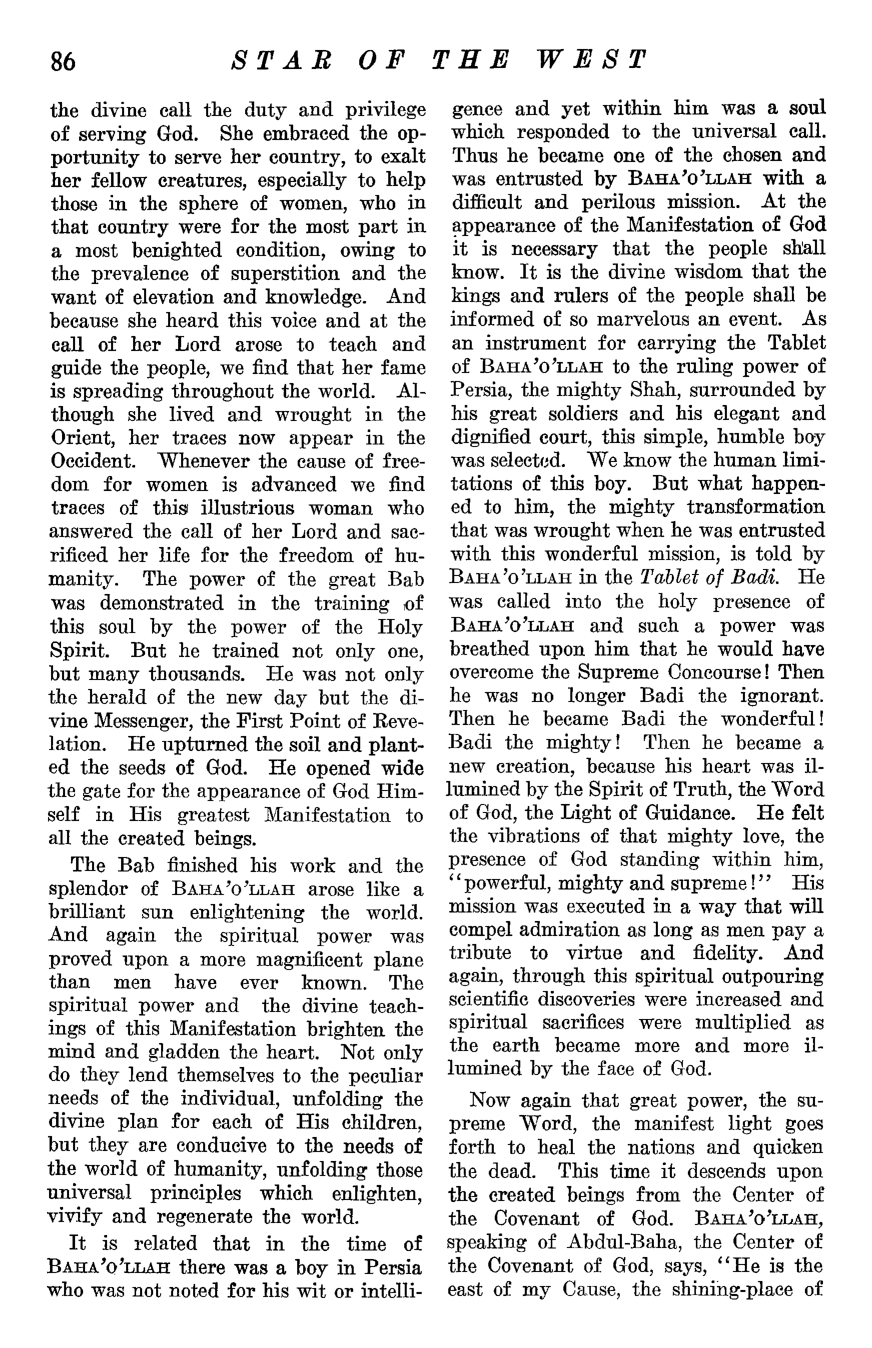 86 STAR OF THE WEST
the divine call the duty and privilege
of serving God. She embraced the op-
portunity to serve her country, to exalt
her fellow creatures, especially to help
those in the sphere of women, who in
that country were for the most part in
a most benighted condition, owing to
the prevalence of superstition and the
want of elevation and knowledge. And
because she heard this voice and at the
call of her Lord arose to teach and
guide the people, we find that her fame
is spreading throughout the world. Al-
though she lived and wrought in the
Orient, her traces now appear in the
Occident. Whenever the cause of free-
dom for women is advanced we find
traces of this illustrious woman who
answered the call of her Lord and sac-
rificed her life for the freedom of hu-
manity. The power of the great Bab
was demonstrated in the training of
this soul by the power of the Holy
Spirit. But he trained not only one,
but many thousands. He was not only
the herald of the new day but the di-
vine Messenger, the First Point of Reve-
lation. He upturned the soil and plant-
ed the seeds of God. He opened wide
the gate for the appearance of God Him-
self in His greatest Manifestation to
all the created beings.
The Bab finished his work and the
splendor of BAHA'O'LLAH arose like a
brilliant sun enlightening the world.
And again the spiritual power was
proved upon a more magnificent plane
than men have ever known. The
spiritual power and the divine teach-
ings of this Manifestation brighten the
mind and gladden the heart. Not only
do they lend themselves to the peculiar
needs of the individual, unfolding the
divine plan for each of His children,
but they are conducive to the needs of
the world of humanity, unfolding those
universal principles which enlighten,
vivify and regenerate the world.
It is related that in the time of
BAHA'O'LLAH there was a boy in Persia
who was not noted for his wit or intelli-
gence and yet within him was a soul
which responded to the universal call.
Thus he became one of the chosen and
was entrusted by BAHA'O'LLAH with a
difficult and perilous mission. At the
appearance of the Manifestation of God
it is necessary that the people shall
know. It is the divine wisdom that the
kings and rulers of the people shall be
informed of so marvelous an event. As
an instrument for carrying the Tablet
of BAHA'O'LLAH to the ruling power of
Persia, the mighty Shah, surrounded by
his great soldiers and his elegant and
dignified court, this simple, humble boy
was selected. We know the human limi-
tations of this boy. But what happen-
ed to him, the mighty transformation
that was wrought when he was entrusted
with this wonderful mission, is told by
BAHA'O'LLAH in the Tablet of Badi. He
was called into the holy presence of
BAHA'O'LLAH and such a power was
breathed upon him that he would have
overcome the Supreme Concourse! Then
he was no longer Badi the ignorant.
Then he became Badi the wonderful!
Badi the mighty! Then he became a
new creation, because his heart was il-
lumined by the Spirit of Truth, the Word
of God, the Light of Guidance. He felt
the vibrations of that mighty love, the
presence of God standing within him,
"powerful, mighty and supreme!" His
mission was executed in a way that will
compel admiration as long as men pay a
tribute to virtue and fidelity. And
again, through this spiritual outpouring
scientific discoveries were increased and
spiritual sacrifices were multiplied as
the earth became more and more il-
lumined by the face of God.
Now again that great power, the su-
preme Word, the manifest light goes
forth to heal the nations and quicken
the dead. This time it descends upon
the created beings from the Center of
the Covenant of God. BAHA'O'LLAH,
speaking of Abdul-Baha, the Center of
the Covenant of God, says, "He is the
east of my Cause, the shining-place of